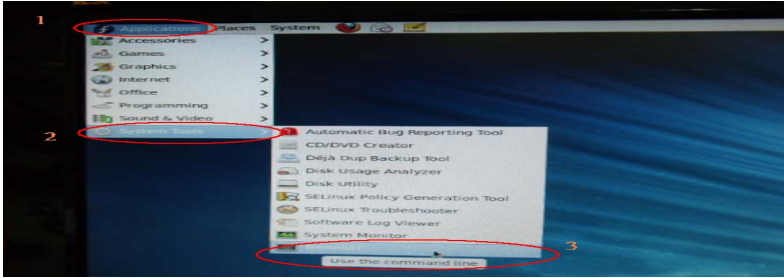 1
Applications Places System
Accessories
Games
Graphics
Internet
Office
Programming
Sound & Video
2
System Tools
Automatic Bug Reporting Tool
CD/DVD Creator
Déjà Dup Backup Tool
Disk Usage Analyzer
Disk Utility
SELinux Policy Generation Tool
SELinux Troubleshooter
Software Log Viewer
System Monitor
3
Use the command line